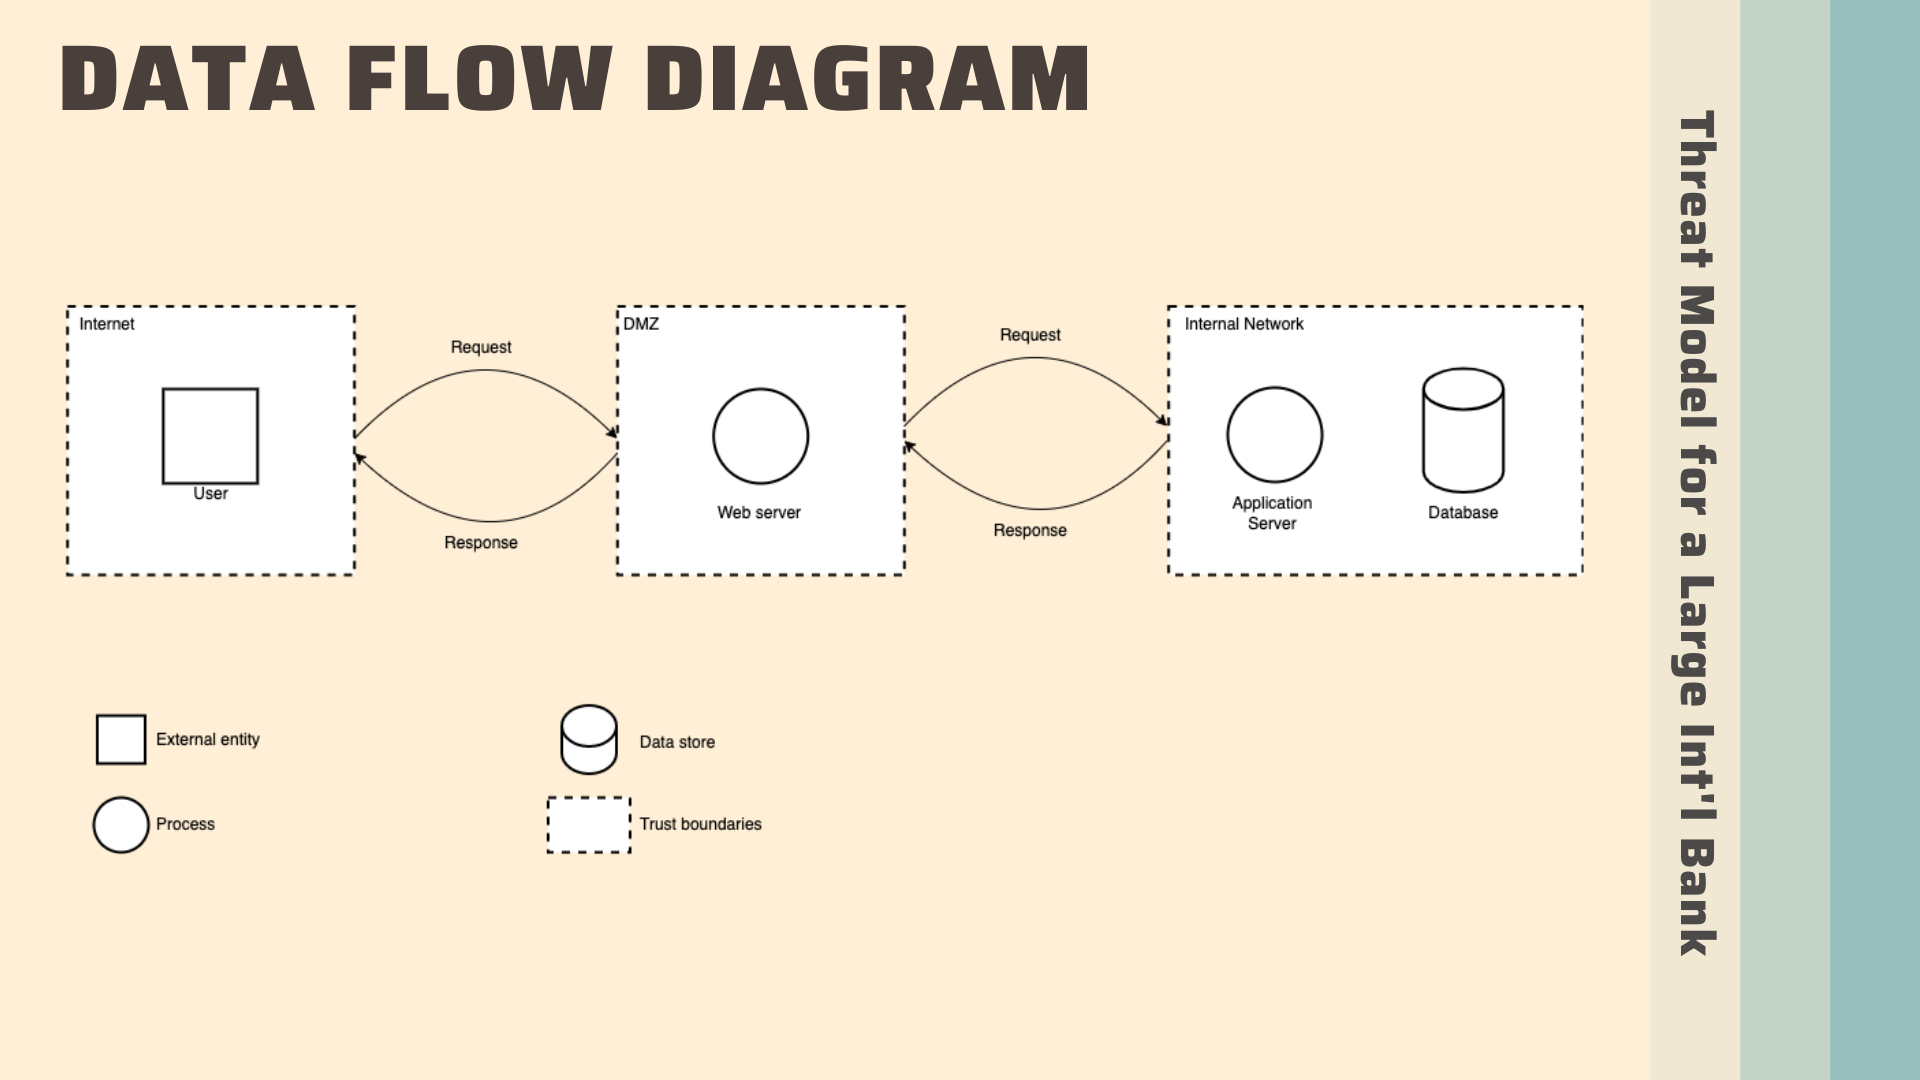 DATA FLOW DIAGRAM
Internet
User
Request
Response
DMZ
Web server
Request
Response
Internal Network
Application
Server
Database
External entity
Data store
Process
Trust boundaries
Threat Model for a Large Int'l Bank